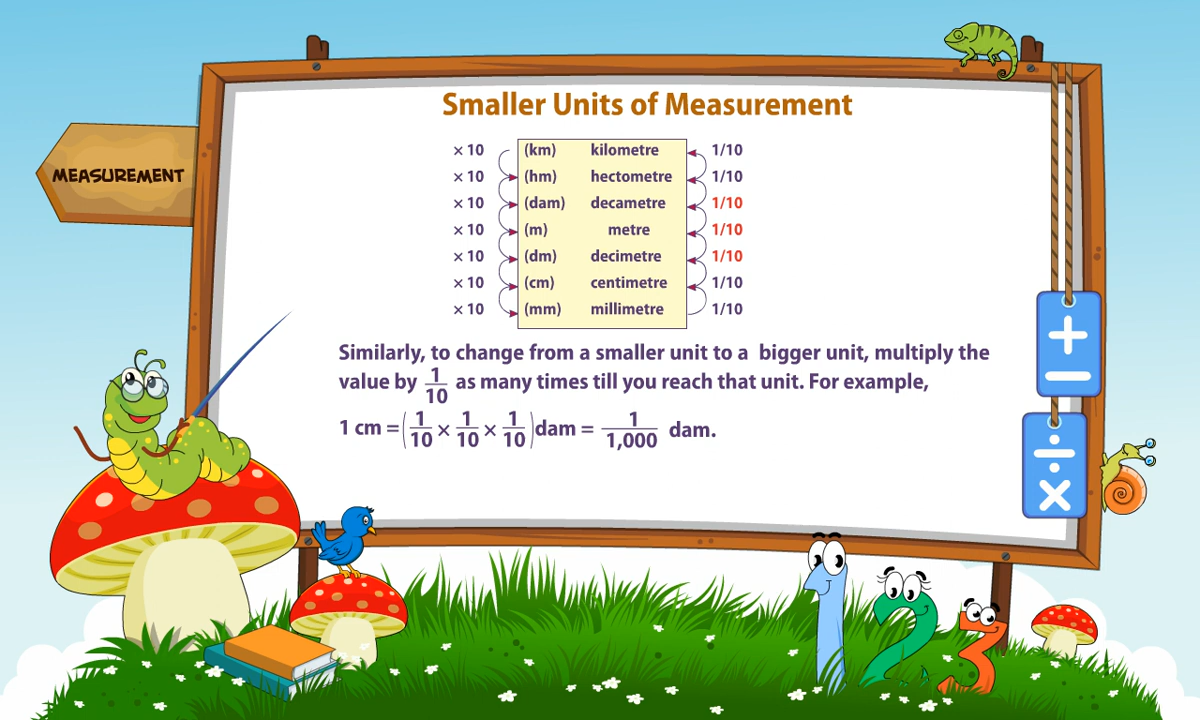 Smaller Units of Measurement
MEASUREMENT
× 10 (km) kilometre 1/10
× 10 (hm) hectometre 1/10
× 10 (dam) decametre 1/10
× 10 (m) metre 1/10
× 10 (dm) decimetre 1/10
× 10 (cm) centimetre 1/10
× 10 (mm) millimetre 1/10
Similarly, to change from a smaller unit to a bigger unit, multiply the
value by 1/10 as many times till you reach that unit. For example,
1 cm = (1/10 × 1/10 × 1/10) dam = 1/1,000 dam.
+
−
÷
×
1 2 3